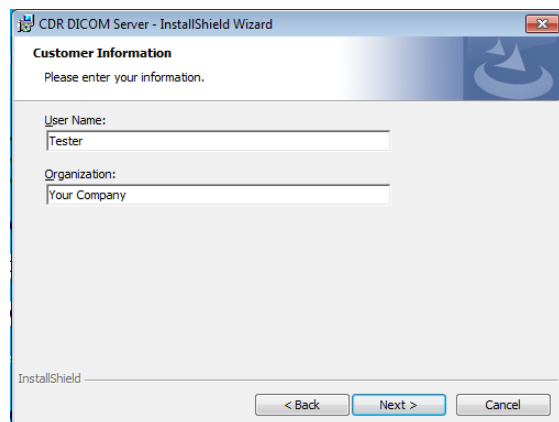 CDR DICOM Server - InstallShield Wizard
Customer Information
Please enter your information.
User Name:
Tester
Organization:
Your Company
InstallShield
< Back Next > Cancel